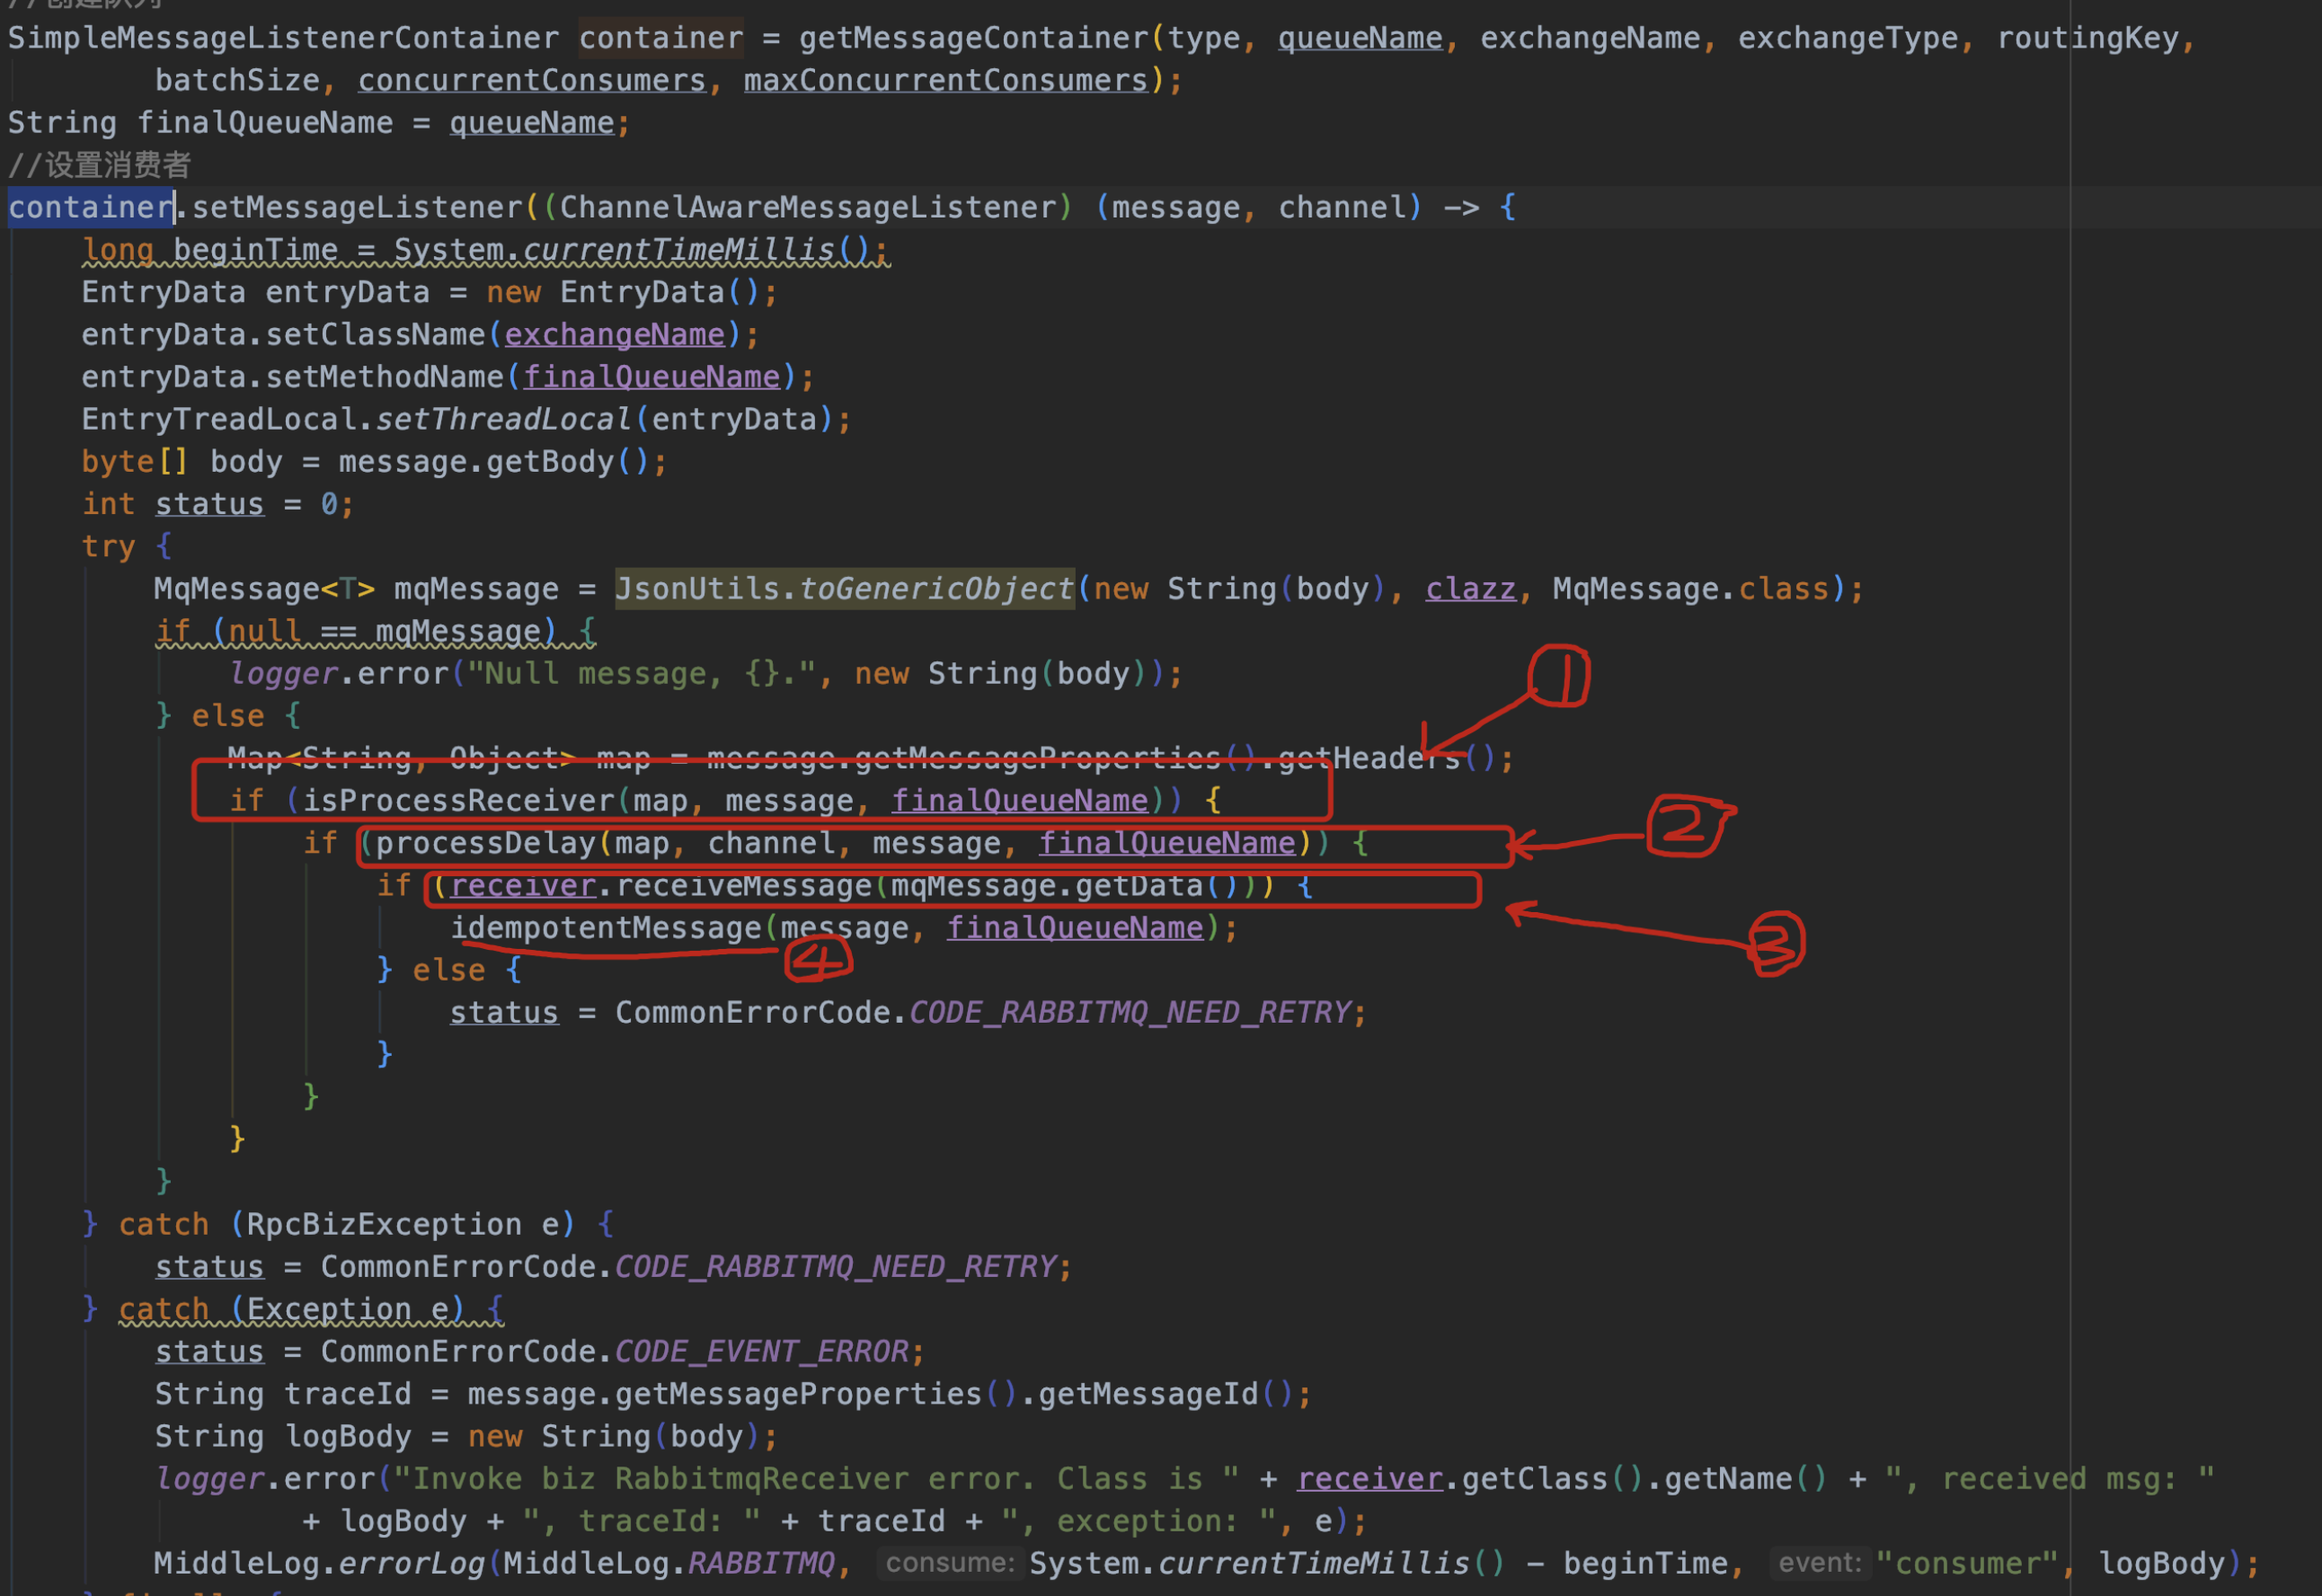 //创建队列
SimpleMessageListenerContainer container = getMessageContainer(type, queueName, exchangeName, exchangeType, routingKey,
batchSize, concurrentConsumers, maxConcurrentConsumers);
String finalQueueName = queueName;
//设置消费者
container.setMessageListener((ChannelAwareMessageListener) (message, channel) -> {
long beginTime = System.currentTimeMillis();
EntryData entryData = new EntryData();
entryData.setClassName(exchangeName);
entryData.setMethodName(finalQueueName);
EntryTreadLocal.setThreadLocal(entryData);
byte[] body = message.getBody();
int status = 0;
try {
MqMessage<T> mqMessage = JsonUtils.toGenericObject(new String(body), clazz, MqMessage.class);
if (null == mqMessage) {
logger.error("Null message, {}.", new String(body));
1
} else {
Map<String, Object> map = message.getMessageProperties().getHeaders();
if (isProcessReceiver(map, message, finalQueueName)) {
2
if (processDelay(map, channel, message, finalQueueName)) {
if (receiver.receiveMessage(mqMessage.getData())) {
idempotentMessage(message, finalQueueName);
3
4
} else {
status = CommonErrorCode.CODE_RABBITMQ_NEED_RETRY;
}
}
}
}
} catch (RpcBizException e) {
status = CommonErrorCode.CODE_RABBITMQ_NEED_RETRY;
} catch (Exception e) {
status = CommonErrorCode.CODE_EVENT_ERROR;
String traceId = message.getMessageProperties().getMessageId();
String logBody = new String(body);
logger.error("Invoke biz RabbitmqReceiver error. Class is " + receiver.getClass().getName() + ", received msg: "
+ logBody + ", traceId: " + traceId + ", exception: ", e);
MiddleLog.errorLog(MiddleLog.RABBITMQ, consume: System.currentTimeMillis() - beginTime, event: "consumer", logBody);